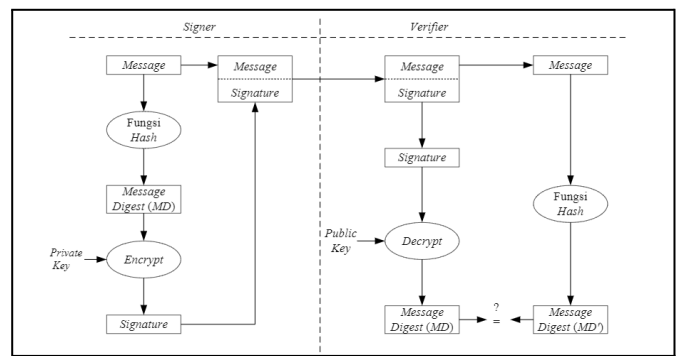 Signer
Message
Fungsi
Hash
Message
Digest (MD)
Private
Key
Encrypt
Signature
Message
Signature
Verifier
Message
Signature
Signature
Public
Key
Decrypt
Message
Digest (MD)
?
=
Message
Fungsi
Hash
Message
Digest (MD')